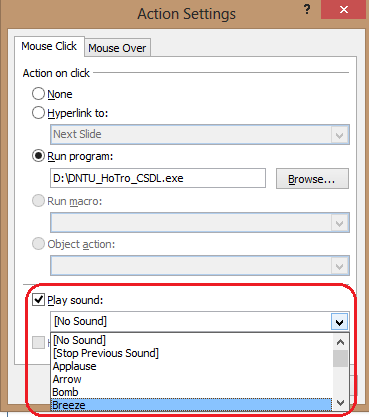 Action Settings
?
Mouse Click
Mouse Over
Action on click
None
Hyperlink to:
Next Slide
Run program:
D:\DNTU_HoTro_CSDL.exe
Browse...
Run macro:
Object action:
Play sound:
[No Sound]
[No Sound]
[Stop Previous Sound]
Applause
Arrow
Bomb
Breeze